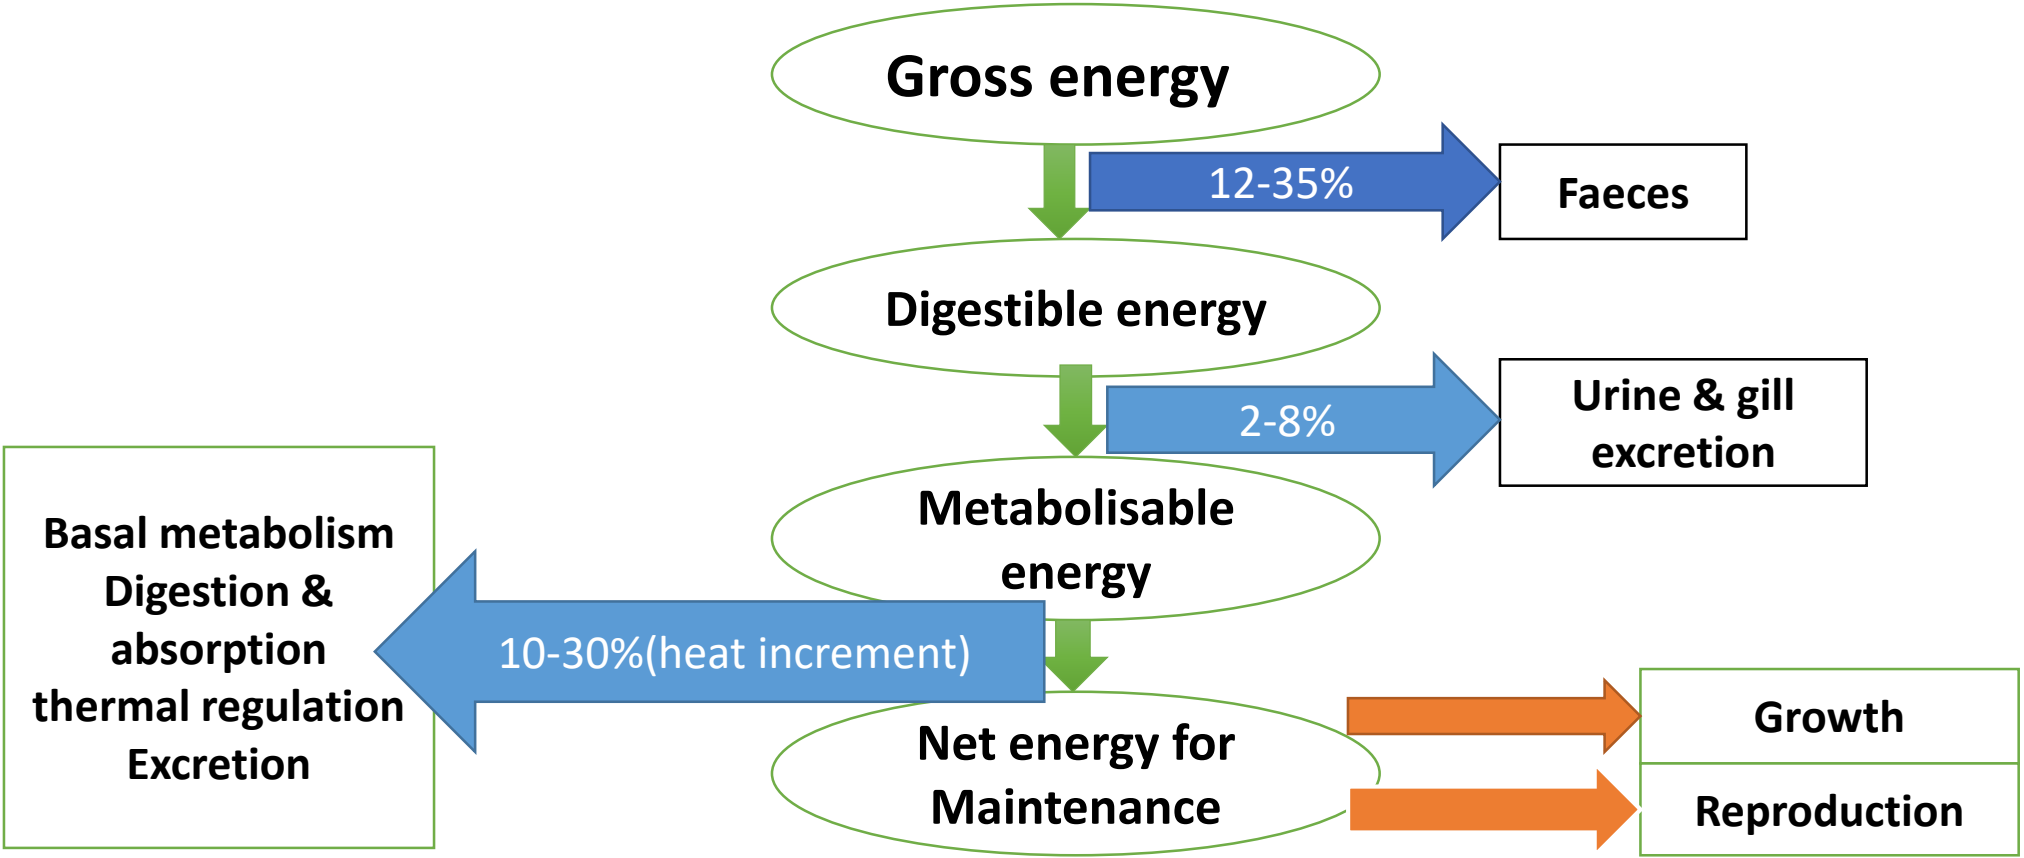 Gross energy
12-35%
Faeces
Digestible energy
2-8%
Urine & gill
excretion
Metabolisable
energy
Basal metabolism
Digestion &
absorption
thermal regulation
Excretion
10-30%(heat increment)
Net energy for
Maintenance
Growth
Reproduction